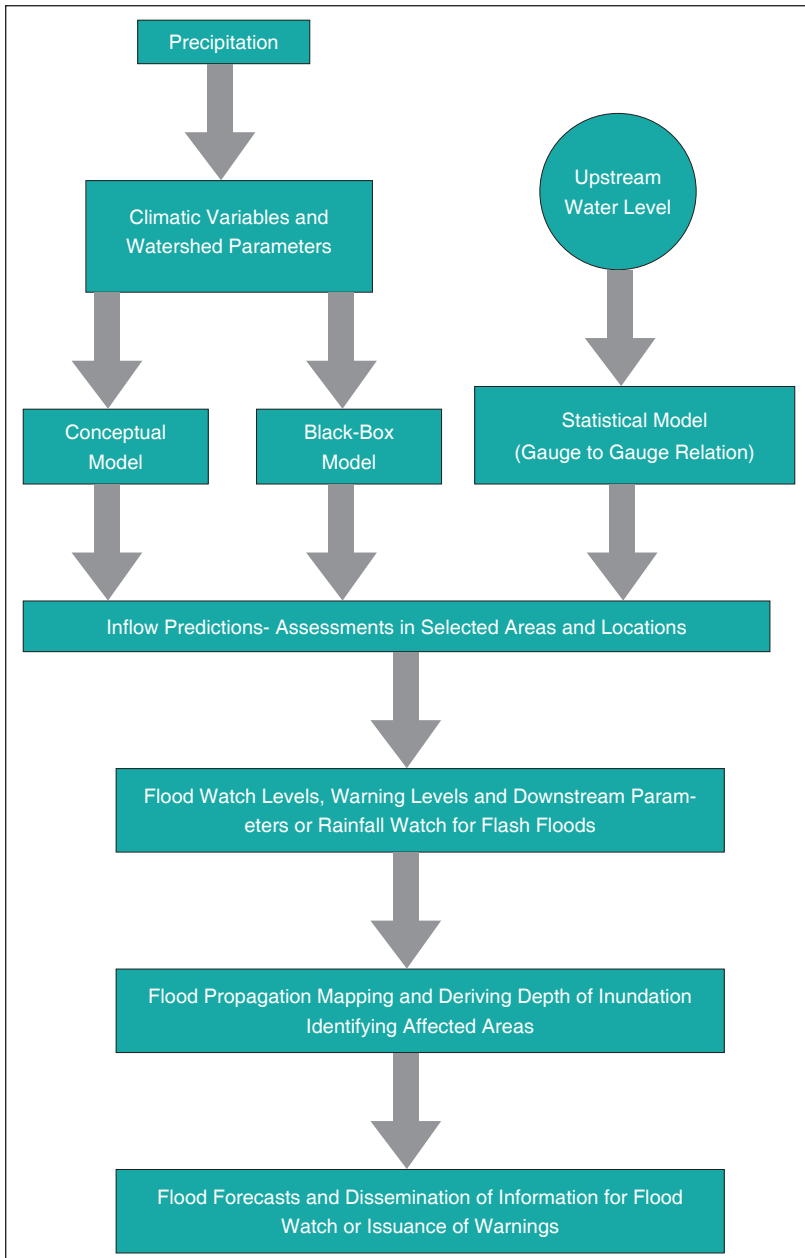 Precipitation
Climatic Variables and
Watershed Parameters
Upstream
Water Level
Conceptual
Model
Black-Box
Model
Statistical Model
(Gauge to Gauge Relation)
Inflow Predictions- Assessments in Selected Areas and Locations
Flood Watch Levels, Warning Levels and Downstream Param-
eters or Rainfall Watch for Flash Floods
Flood Propagation Mapping and Deriving Depth of Inundation
Identifying Affected Areas
Flood Forecasts and Dissemination of Information for Flood
Watch or Issuance of Warnings